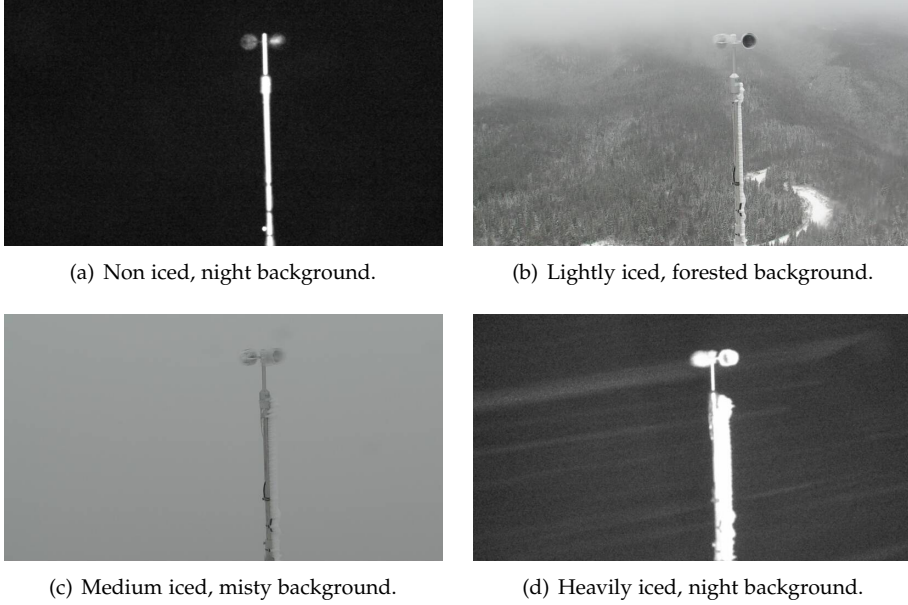 (a) Non iced, night background.
(b) Lightly iced, forested background.
(c) Medium iced, misty background.
(d) Heavily iced, night background.